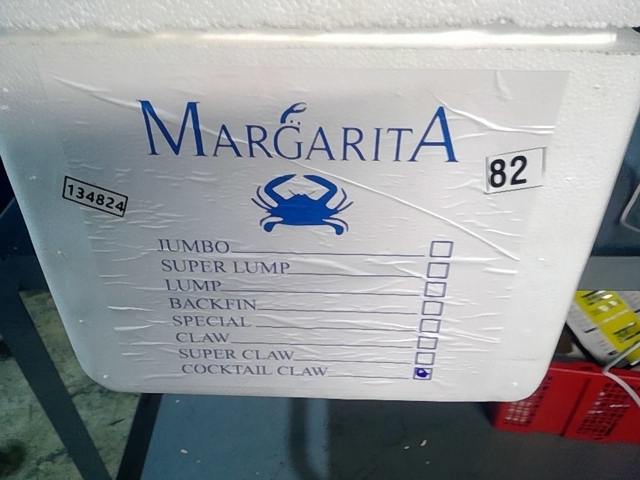 MARGARITA
82
134824
JUMBO
SUPER LUMP
LUMP
BACKFIN
SPECIAL
CLAW
SUPER CLAW
COCKTAIL CLAW